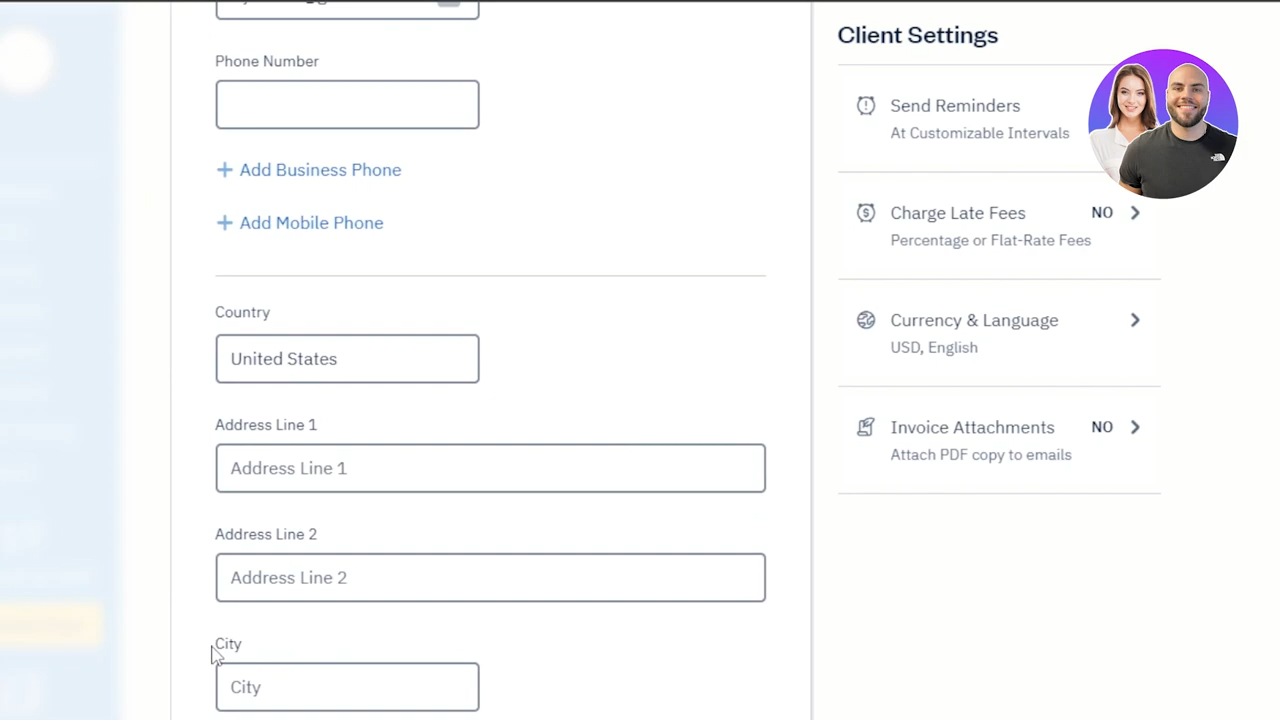 Phone Number
+ Add Business Phone
+ Add Mobile Phone
Country
United States
Address Line 1
Address Line 1
Address Line 2
Address Line 2
City
City
Client Settings
Send Reminders
At Customizable Intervals
Charge Late Fees NO
Percentage or Flat-Rate Fees
Currency & Language
USD, English
Invoice Attachments NO
Attach PDF copy to emails